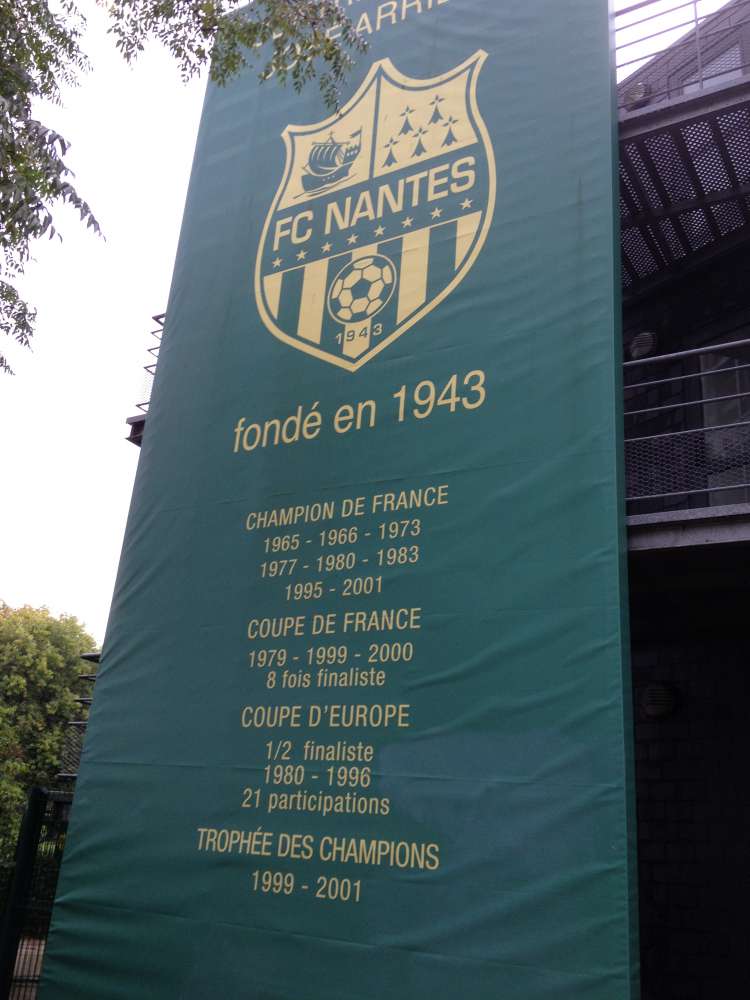 FC NANTES
1943
fondé en 1943
CHAMPION DE FRANCE
1965 - 1966 - 1973
1977 - 1980 - 1983
1995 - 2001
COUPE DE FRANCE
1979 - 1999 - 2000
8 fois finaliste
COUPE D'EUROPE
1/2 finaliste
1980 - 1996
21 participations
TROPHÉE DES CHAMPIONS
1999 - 2001